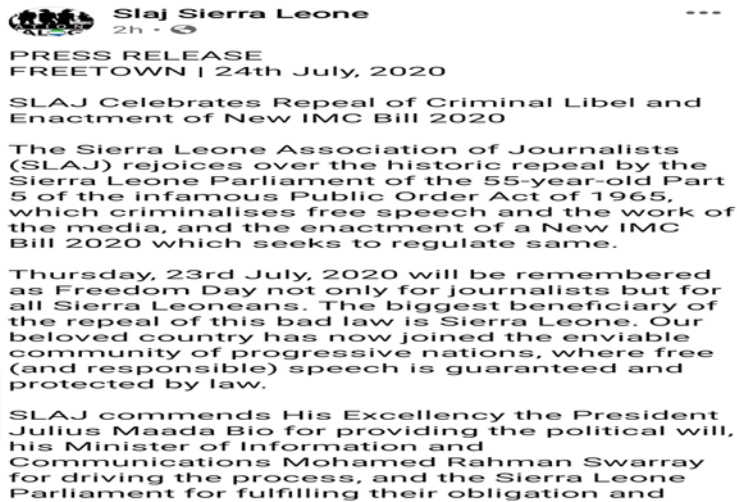 Slaj Sierra Leone
2h
PRESS RELEASE
FREETOWN | 24th July, 2020
SLAJ Celebrates Repeal of Criminal Libel and
Enactment of New IMC Bill 2020
The Sierra Leone Association of Journalists
(SLAJ) rejoices over the historic repeal by the
Sierra Leone Parliament of the 55-year-old Part
5 of the infamous Public Order Act of 1965,
which criminalises free speech and the work of
the media, and the enactment of a New IMC
Bill 2020 which seeks to regulate same.
Thursday, 23rd July, 2020 will be remembered
as Freedom Day not only for journalists but for
all Sierra Leoneans. The biggest beneficiary of
the repeal of this bad law is Sierra Leone. Our
beloved country has now joined the enviable
community of progressive nations, where free
(and responsible) speech is guaranteed and
protected by law.
SLAJ commends His Excellency the President
Julius Maada Bio for providing the political will,
his Minister of Information and
Communications Mohamed Rahman Swarray
for driving the process, and the Sierra Leone
Parliament for fulfilling their obligation and